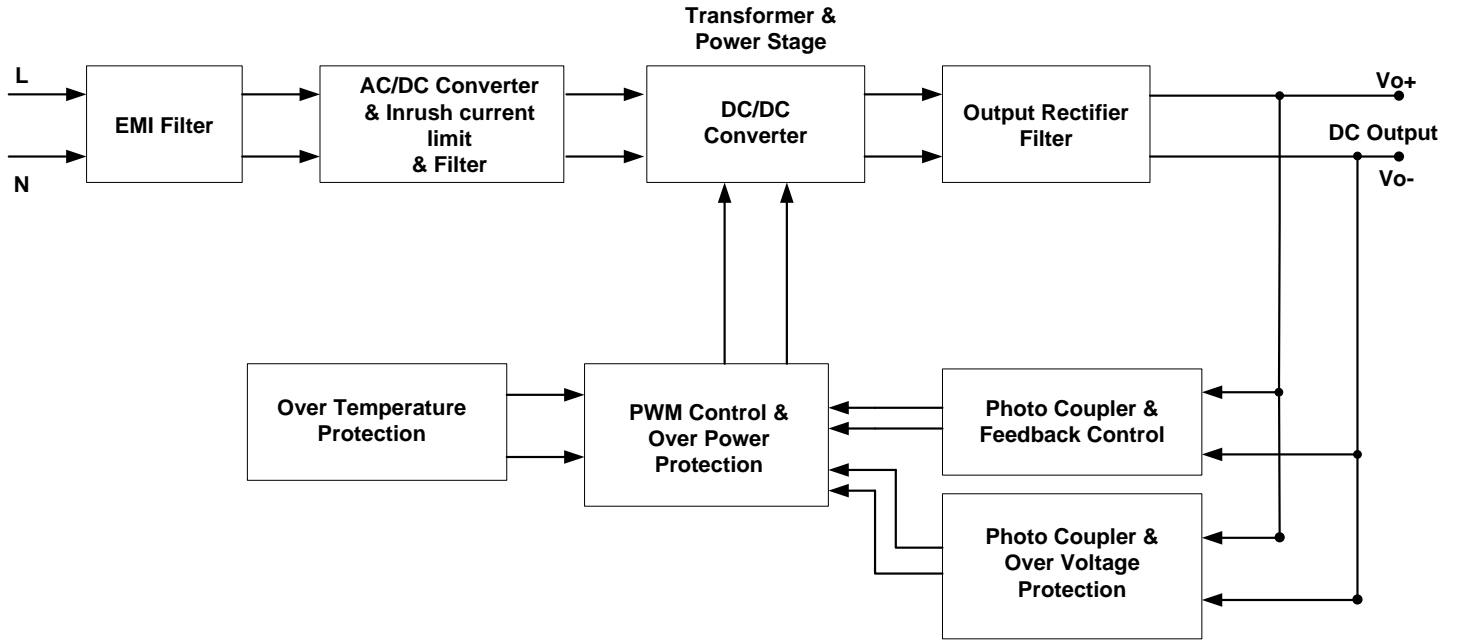 Transformer &
Power Stage
L
N
EMI Filter
AC/DC Converter
& Inrush current
limit
& Filter
DC/DC
Converter
Output Rectifier
Filter
Vo+
DC Output
Vo-
Over Temperature
Protection
PWM Control &
Over Power
Protection
Photo Coupler &
Feedback Control
Photo Coupler &
Over Voltage
Protection